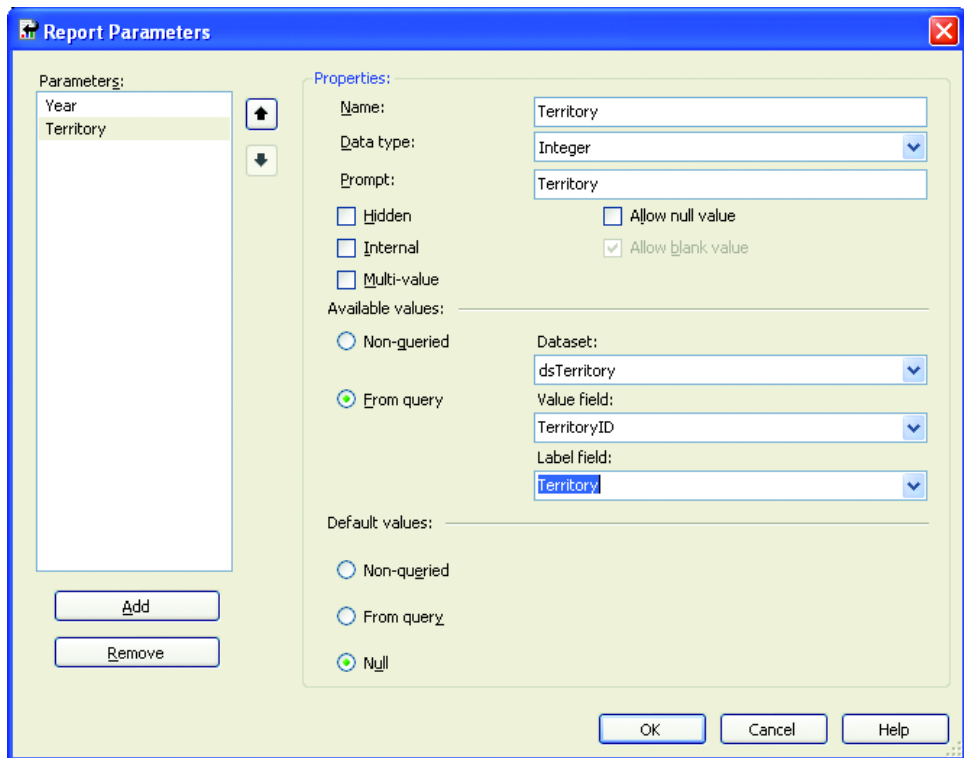 Report Parameters
Parameters:
Year
Territory
Add
Remove
Properties:
Name:
Territory
Data type:
Integer
Prompt:
Territory
Hidden
Allow null value
Internal
Allow blank value
Multi-value
Available values:
Non-queried
Dataset:
dsTerritory
From query
Value field:
TerritoryID
Label field:
Territory
Default values:
Non-queried
From query
Null
OK
Cancel
Help